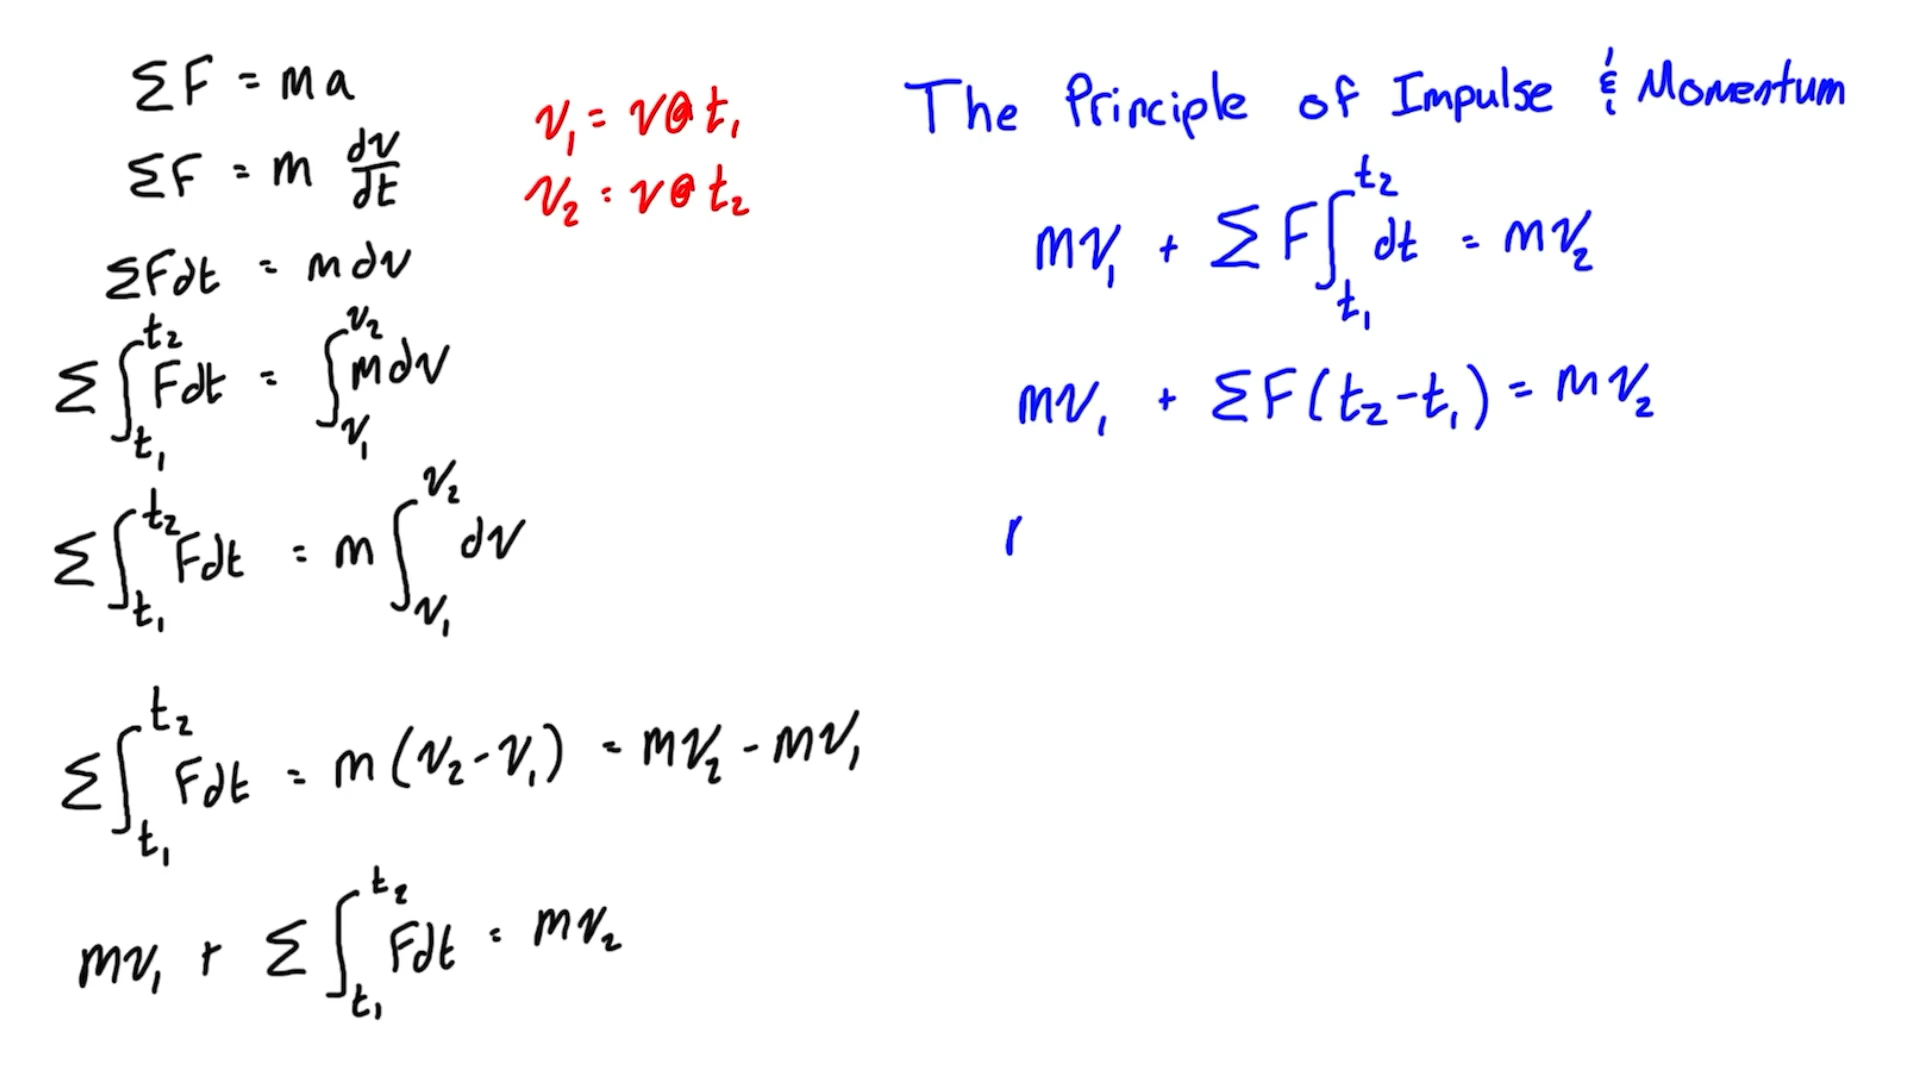 ΣF = ma
ΣF = m dv/dt
ΣFdt = mdv
Σ∫_{t₁}^{t₂} Fdt = ∫_{v₁}^{v₂} mdv
Σ∫_{t₁}^{t₂} Fdt = m∫_{v₁}^{v₂} dv
Σ∫_{t₁}^{t₂} Fdt = m(v₂-v₁) = mv₂ - mv₁
mv₁ + Σ∫_{t₁}^{t₂} Fdt = mv₂
v₁ = v@t₁
v₂ = v@t₂
The Principle of Impulse & Momentum
mv₁ + ΣF∫_{t₁}^{t₂} dt = mv₂
mv₁ + ΣF(t₂-t₁) = mv₂